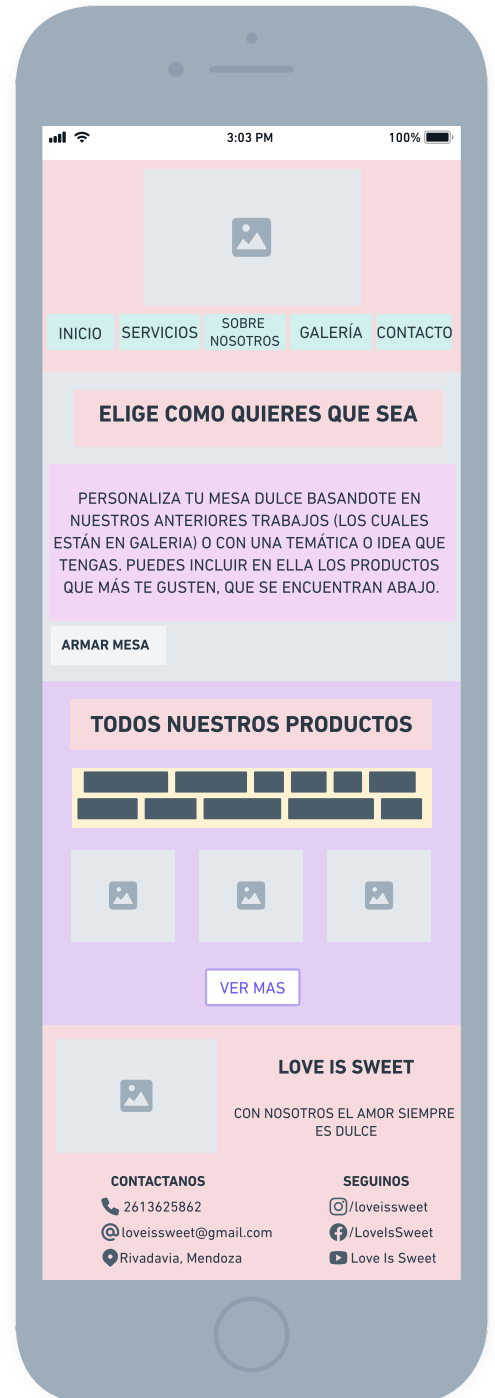 3:03 PM
100%
INICIO
SERVICIOS
SOBRE
NOSOTROS
GALERÍA
CONTACTO
ELIGE COMO QUIERES QUE SEA
PERSONALIZA TU MESA DULCE BASANDOTE EN
NUESTROS ANTERIORES TRABAJOS (LOS CUALES
ESTÁN EN GALERIA) O CON UNA TEMÁTICA O IDEA QUE
TENGAS. PUEDES INCLUIR EN ELLA LOS PRODUCTOS
QUE MÁS TE GUSTEN, QUE SE ENCUENTRAN ABAJO.
ARMAR MESA
TODOS NUESTROS PRODUCTOS
VER MAS
LOVE IS SWEET
CON NOSOTROS EL AMOR SIEMPRE
ES DULCE
CONTACTANOS
2613625862
loveissweet@gmail.com
Rivadavia, Mendoza
SEGUINOS
/loveissweet
/LoveIsSweet
Love Is Sweet